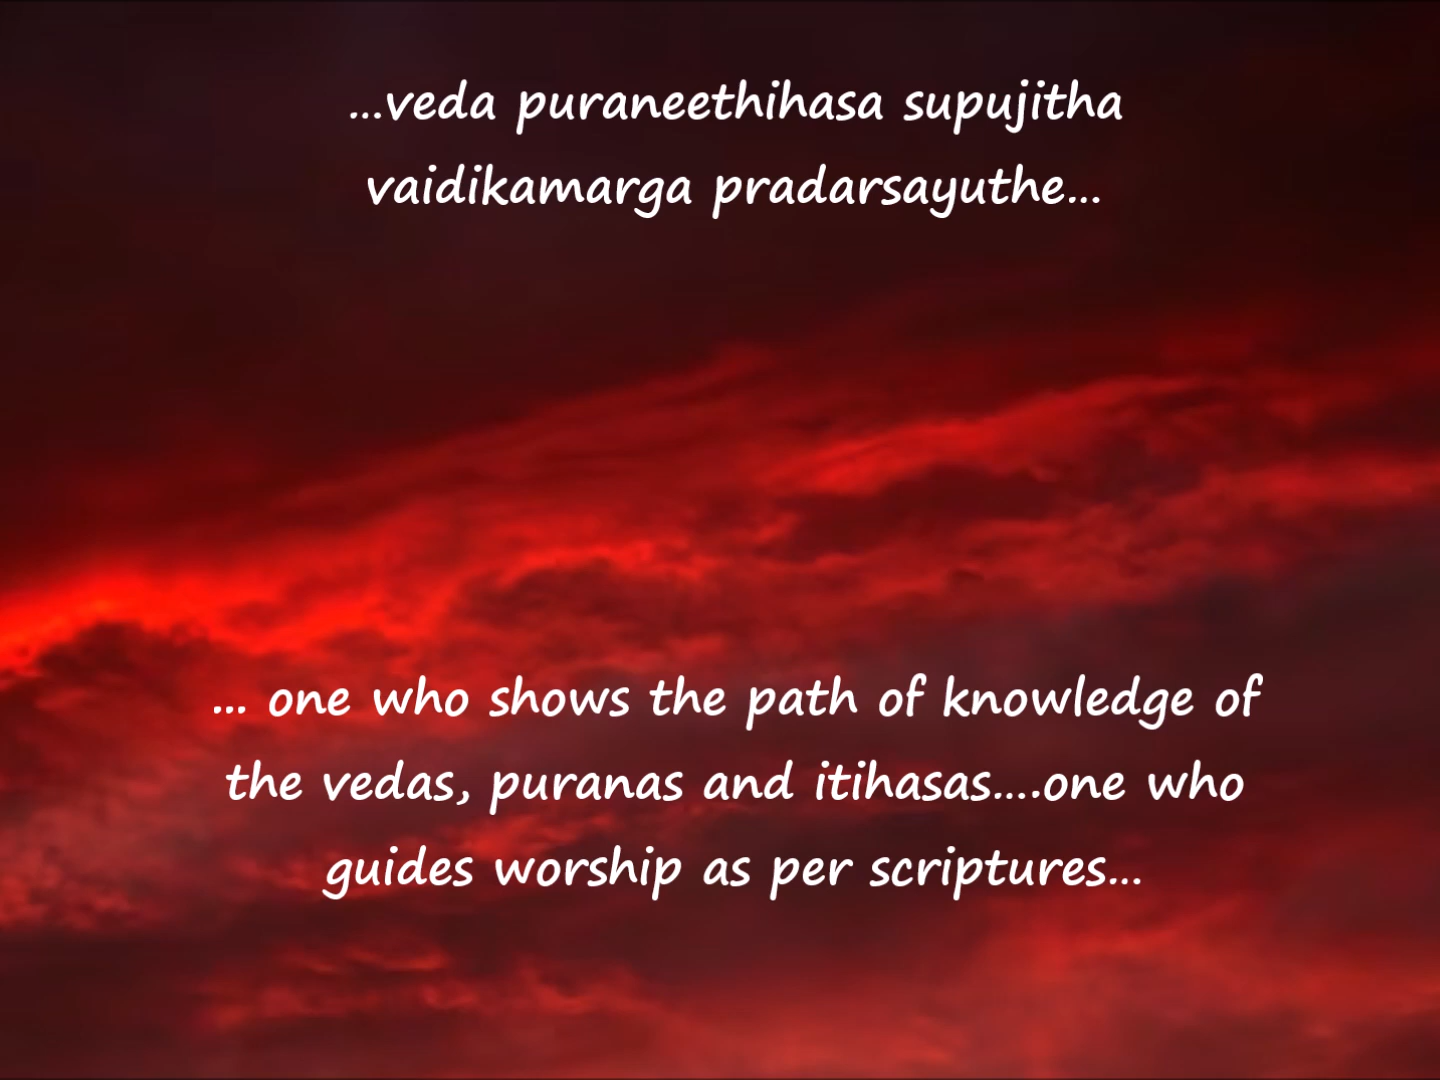 ...veda puraneethihasa supujitha
vaidikamarga pradarsayuthe...
... one who shows the path of knowledge of
the vedas, puranas and itihasas....one who
guides worship as per scriptures...